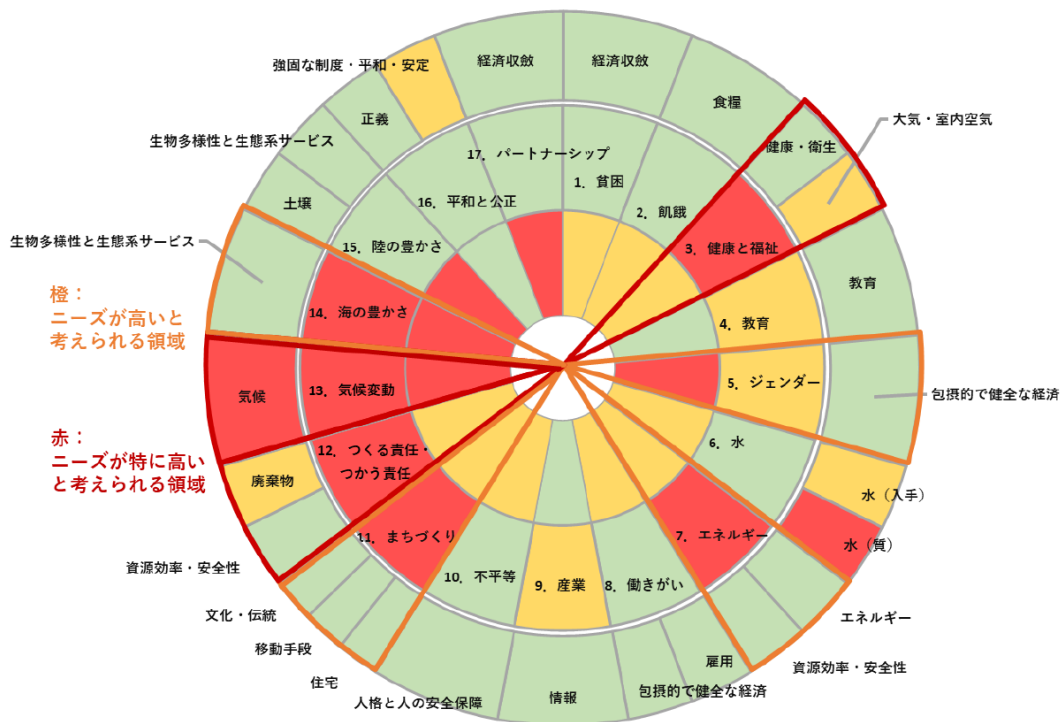 強固な制度・平和・安定
経済収斂
経済収斂
食糧
健康・衛生
大気・室内空気
正義
生物多様性と生態系サービス
土壌
生物多様性と生態系サービス
17. パートナーシップ
1. 貧困
16. 平和と公正
2. 飢餓
15. 陸の豊かさ
3. 健康と福祉
教育
橙：
ニーズが高いと
考えられる領域
14. 海の豊かさ
4. 教育
気候
13. 気候変動
5. ジェンダー
包摂的で健全な経済
赤：
ニーズが特に高い
と考えられる領域
12. つくる責任・
つかう責任
6. 水
廃棄物
水（入手）
11. まちづくり
7. エネルギー
水（質）
資源効率・安全性
10. 不平等
9. 産業
8. 働きがい
文化・伝統
エネルギー
移動手段
住宅
雇用
資源効率・安全性
人格と人の安全保障
情報
包摂的で健全な経済